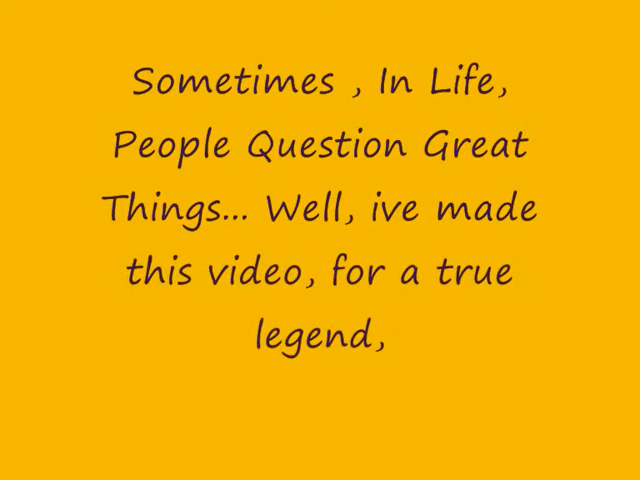 Sometimes , In Life,
People Question Great
Things... Well, ive made
this video, for a true
legend,